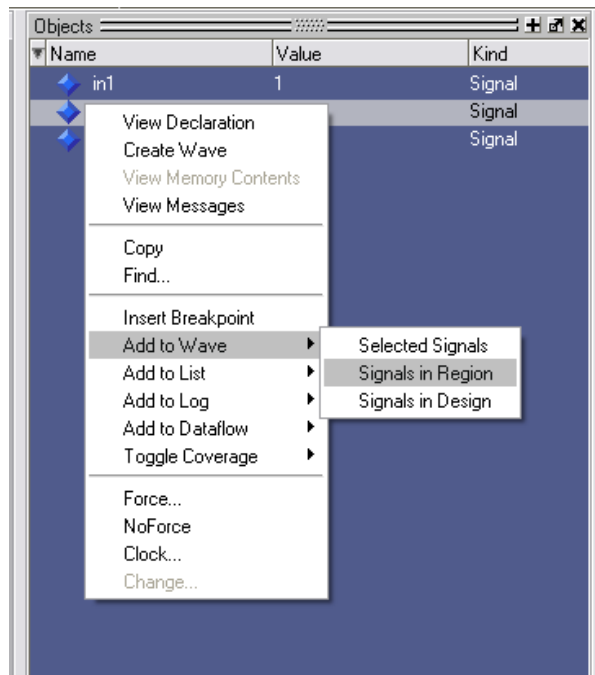 Objects
Name Value Kind
in1 1 Signal
Signal
Signal
View Declaration
Create Wave
View Memory Contents
View Messages
Copy
Find...
Insert Breakpoint
Add to Wave
Add to List
Add to Log
Add to Dataflow
Toggle Coverage
Force...
NoForce
Clock...
Change...
Selected Signals
Signals in Region
Signals in Design